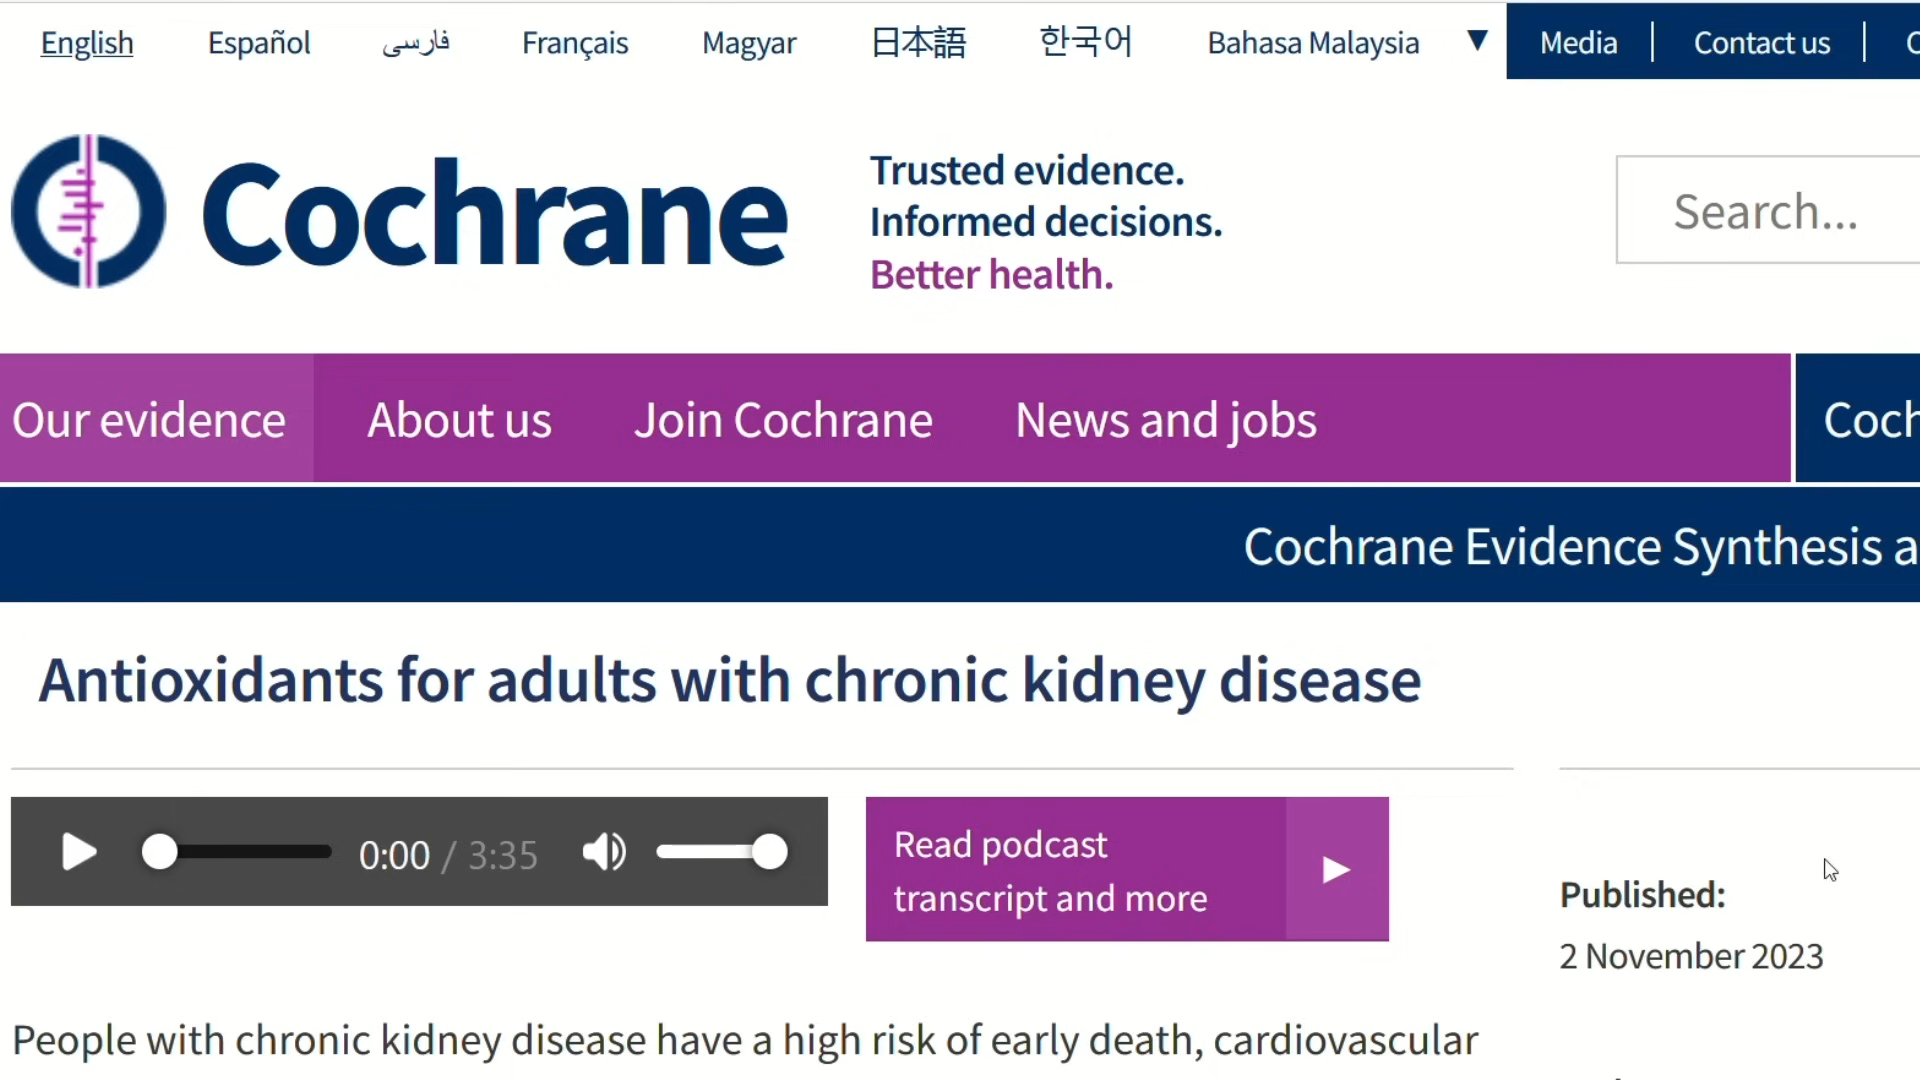 English Español فارسی Français Magyar 日本語 한국어 Bahasa Malaysia ▼ Media | Contact us |
Cochrane
Trusted evidence.
Informed decisions.
Better health.
Search...
Our evidence About us Join Cochrane News and jobs
Cochrane Evidence Synthesis
Antioxidants for adults with chronic kidney disease
0:00 / 3:35
Read podcast
transcript and more
Published:
2 November 2023
People with chronic kidney disease have a high risk of early death, cardiovascular